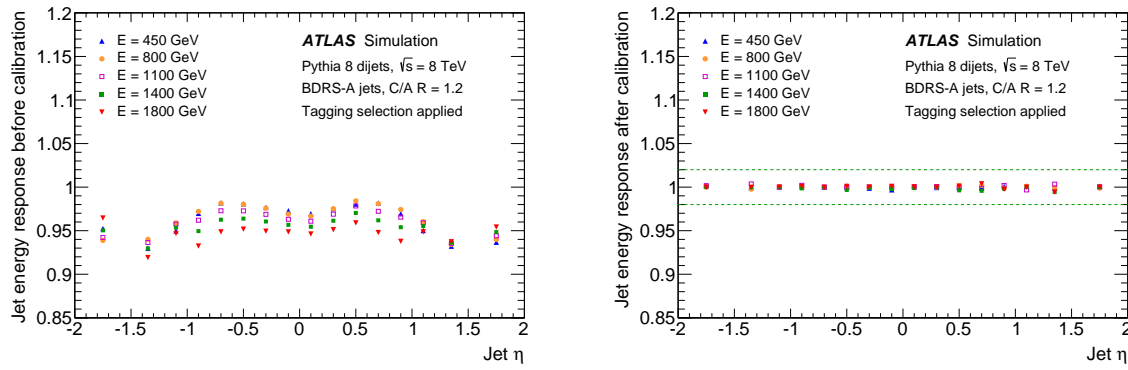 Jet energy response before calibration
1.2
1.15
1.1
1.05
1
0.95
0.9
0.85
E = 450 GeV
E = 800 GeV
E = 1100 GeV
E = 1400 GeV
E = 1800 GeV
ATLAS Simulation
Pythia 8 dijets, √s = 8 TeV
BDRS-A jets, C/A R = 1.2
Tagging selection applied
-2 -1.5 -1 -0.5 0 0.5 1 1.5 2
Jet η
Jet energy response after calibration
1.2
1.15
1.1
1.05
1
0.95
0.9
0.85
E = 450 GeV
E = 800 GeV
E = 1100 GeV
E = 1400 GeV
E = 1800 GeV
ATLAS Simulation
Pythia 8 dijets, √s = 8 TeV
BDRS-A jets, C/A R = 1.2
Tagging selection applied
-2 -1.5 -1 -0.5 0 0.5 1 1.5 2
Jet η